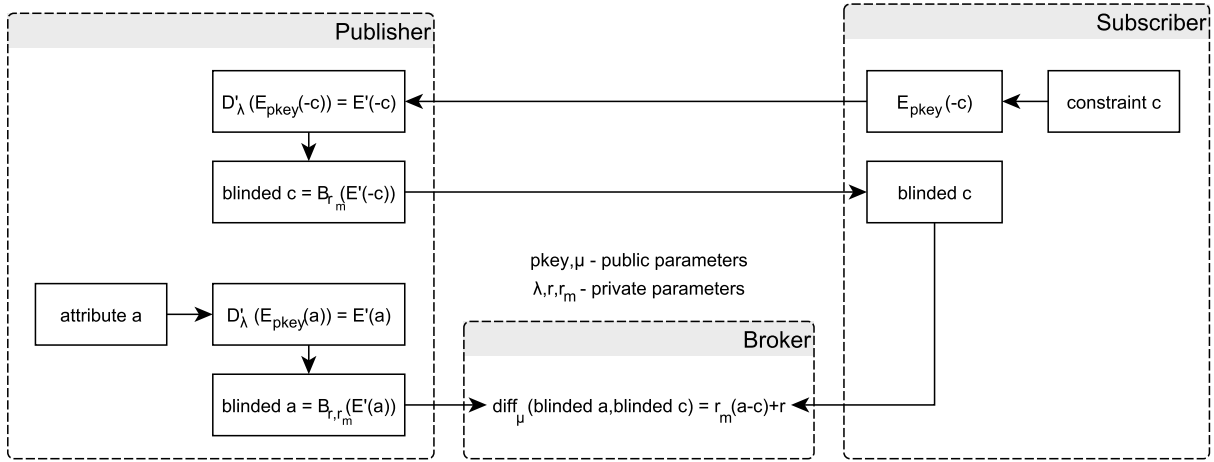 Publisher
Subscriber
D'λ (Epkey(-c)) = E'(-c)
Epkey(-c)
constraint c
blinded c = Brm(E'(-c))
blinded c
pkey,μ - public parameters
λ,r,rm - private parameters
attribute a
D'λ (Epkey(a)) = E'(a)
Broker
blinded a = Br,rm(E'(a))
diffμ (blinded a,blinded c) = rm(a-c)+r